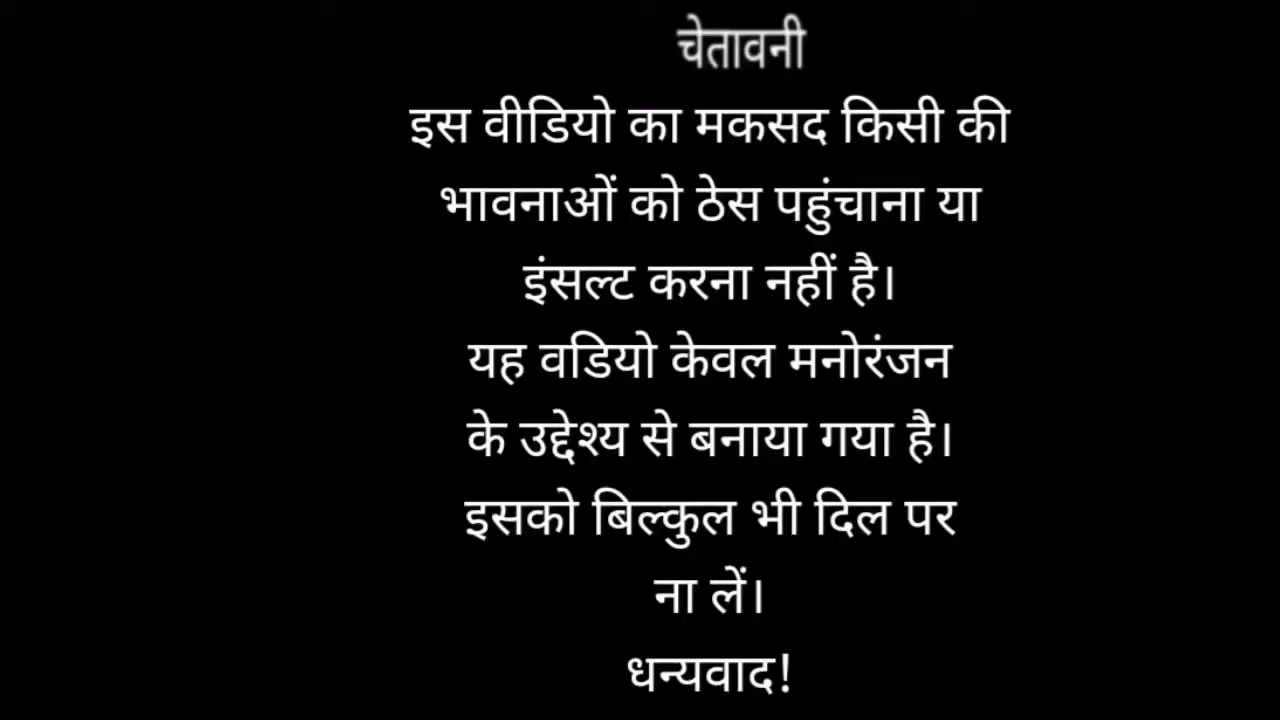 चेतावनी
इस वीडियो का मकसद किसी की
भावनाओं को ठेस पहुंचाना या
इंसल्ट करना नहीं है।
यह वडियो केवल मनोरंजन
के उद्देश्य से बनाया गया है।
इसको बिल्कुल भी दिल पर
ना लें।
धन्यवाद!